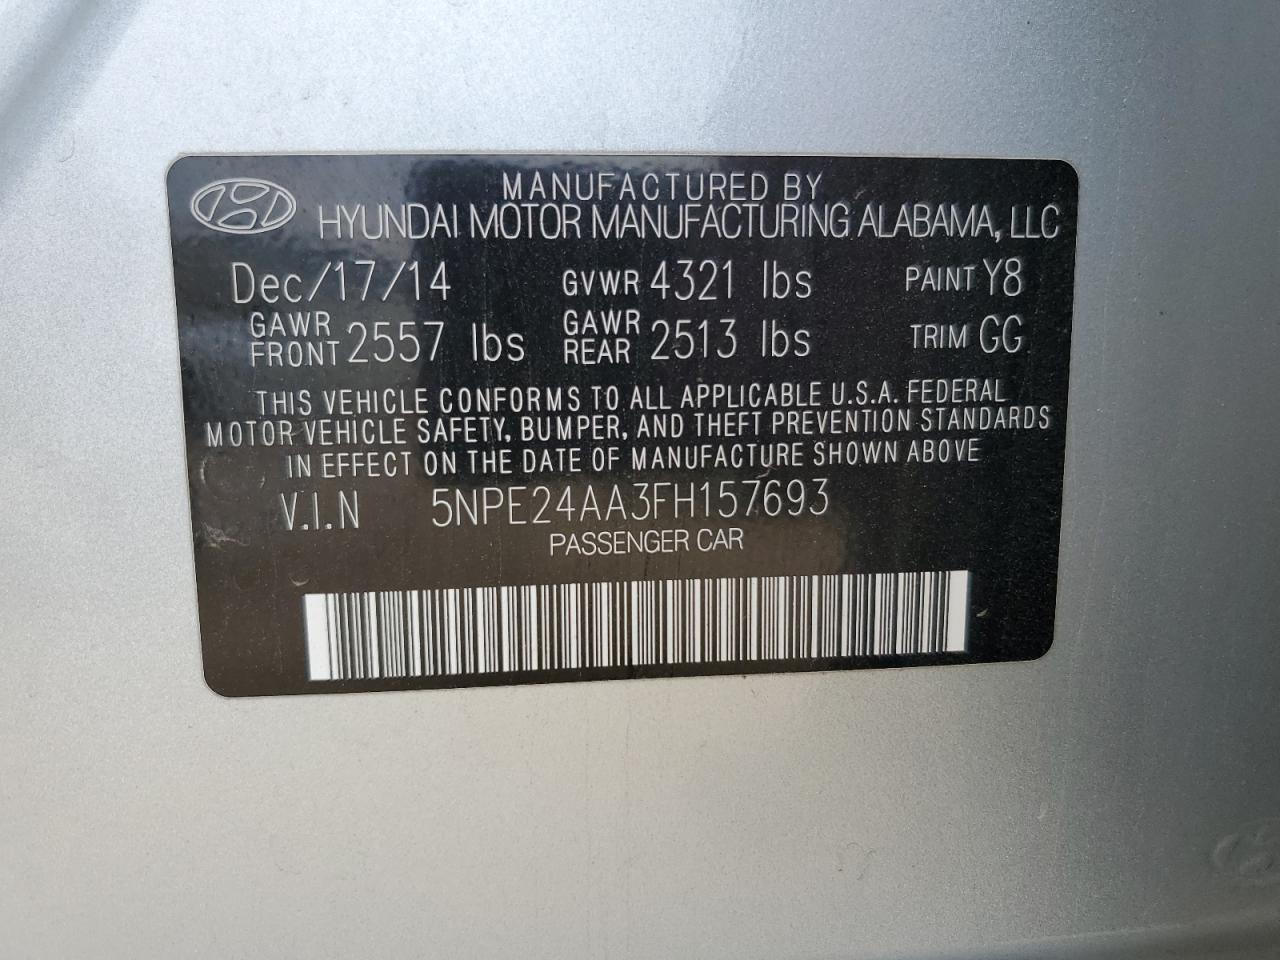 MANUFACTURED BY
HYUNDAI MOTOR MANUFACTURING ALABAMA, LLC
Dec/17/14 GVWR 4321 lbs PAINT Y8
GAWR FRONT 2557 lbs GAWR REAR 2513 lbs TRIM GG
THIS VEHICLE CONFORMS TO ALL APPLICABLE U.S.A. FEDERAL
MOTOR VEHICLE SAFETY, BUMPER, AND THEFT PREVENTION STANDARDS
IN EFFECT ON THE DATE OF MANUFACTURE SHOWN ABOVE
V.I.N 5NPE24AA3FH157693
PASSENGER CAR